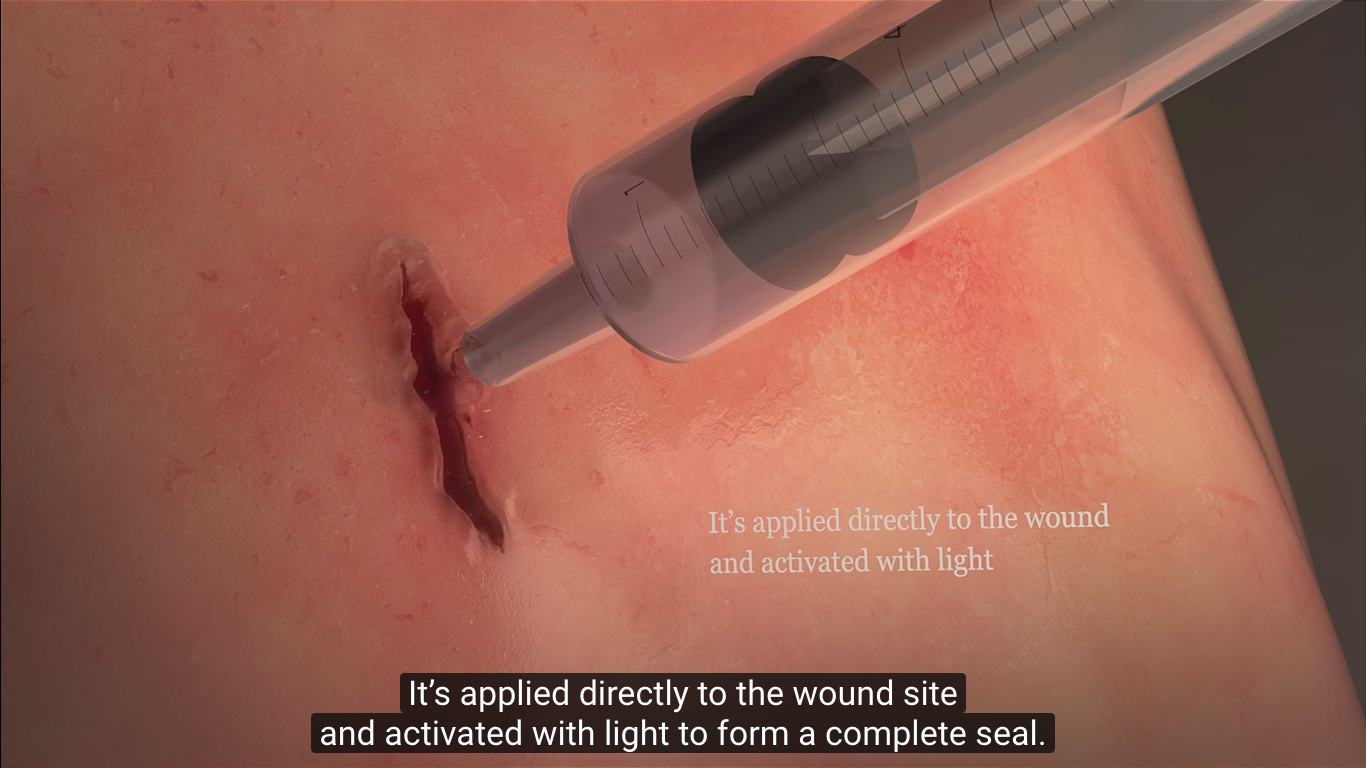 It’s applied directly to the wound
and activated with light
It’s applied directly to the wound site
and activated with light to form a complete seal.